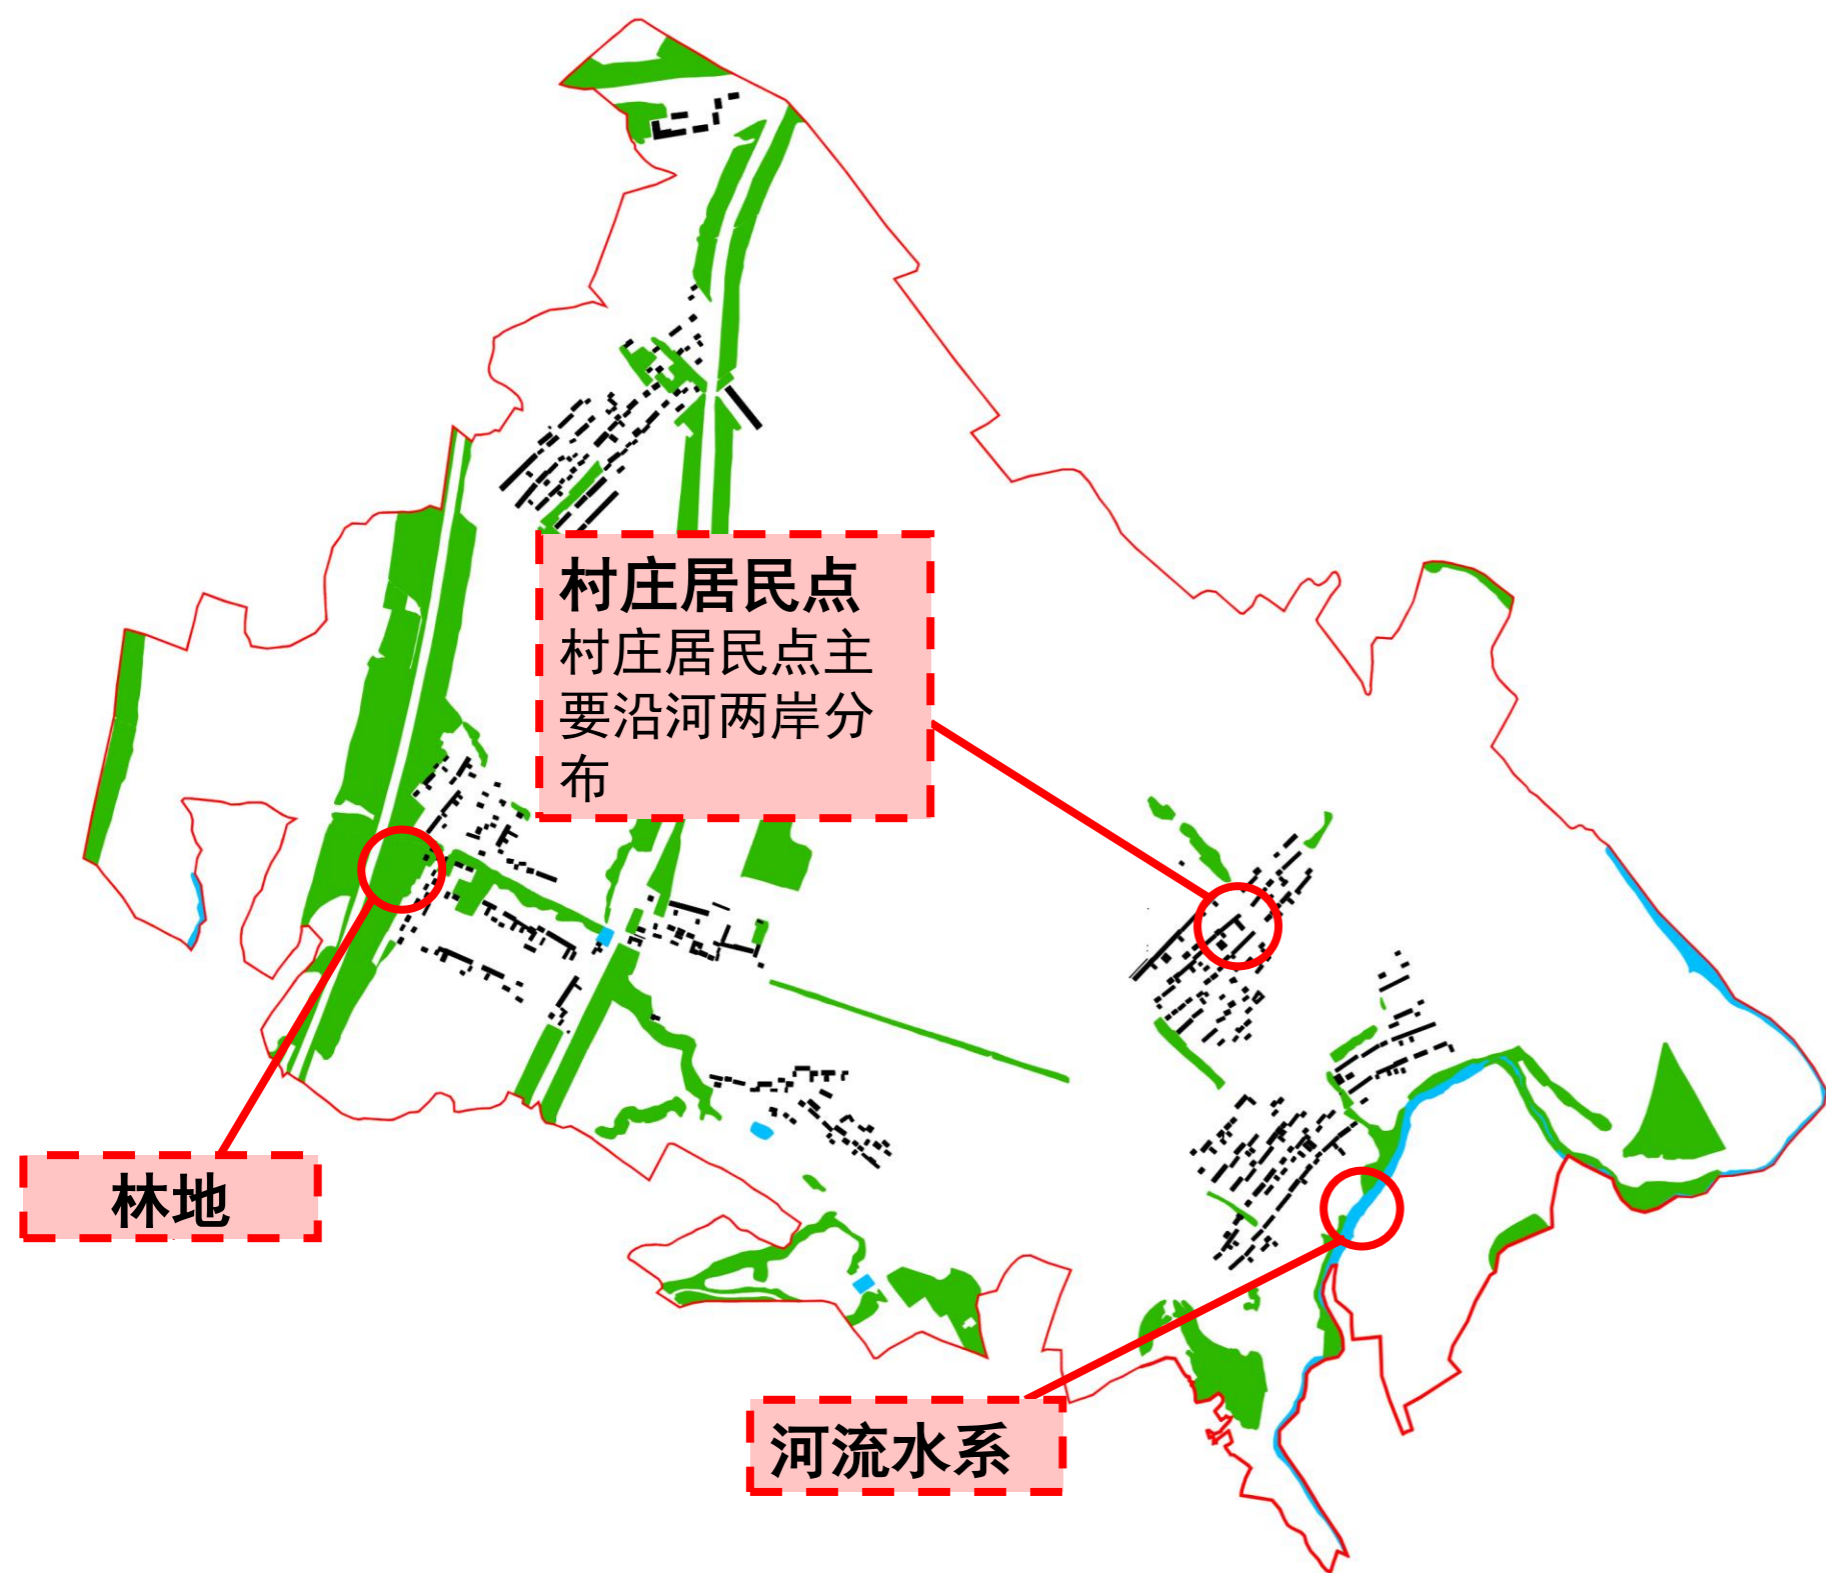 村庄居民点
村庄居民点主
要沿河两岸分
布
林地
河流水系